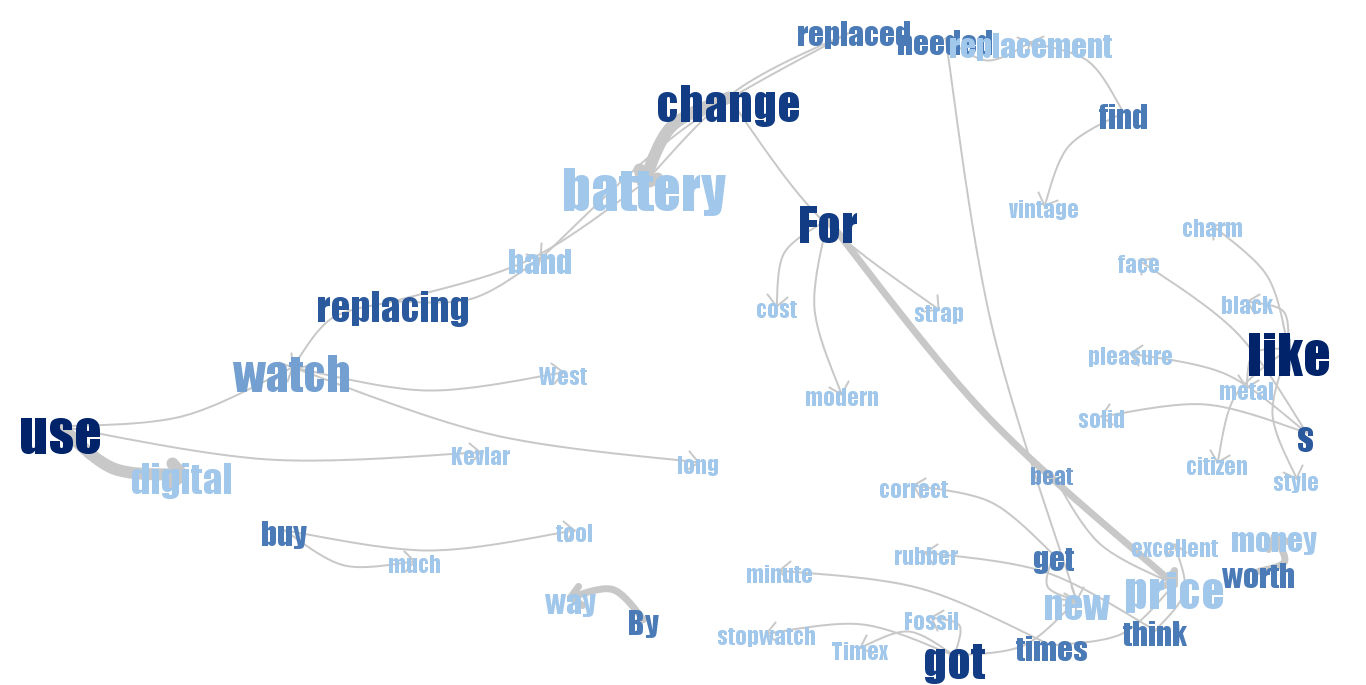 replaced
needed
replacement
change
find
battery
vintage
For
charm
band
face
replacing
cost
strap
black
like
pleasure
watch
West
metal
modern
solid
use
s
Kevlar
long
citizen
digital
beat
style
correct
buy
tool
money
excellent
much
rubber
get
minute
worth
price
way
new
By
Fossil
stopwatch
think
Timex
times
got